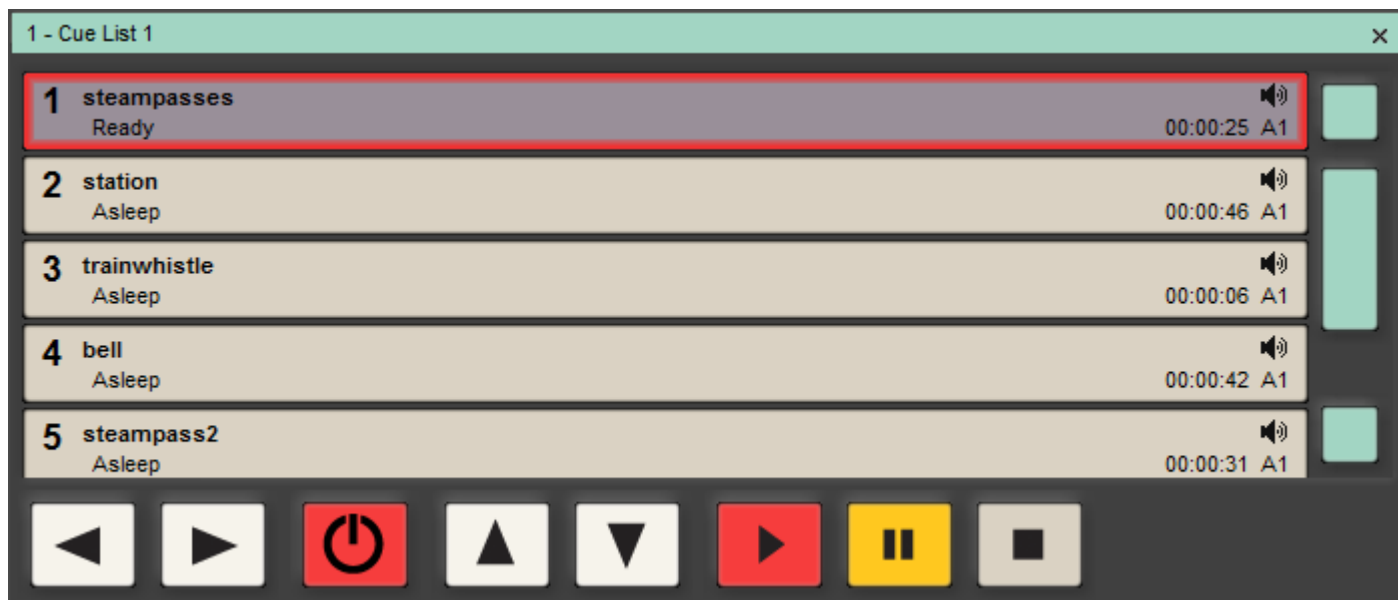 1 - Cue List 1
1 steampasses
Ready 00:00:25 A1
2 station
Asleep 00:00:46 A1
3 trainwhistle
Asleep 00:00:06 A1
4 bell
Asleep 00:00:42 A1
5 steampass2
Asleep 00:00:31 A1